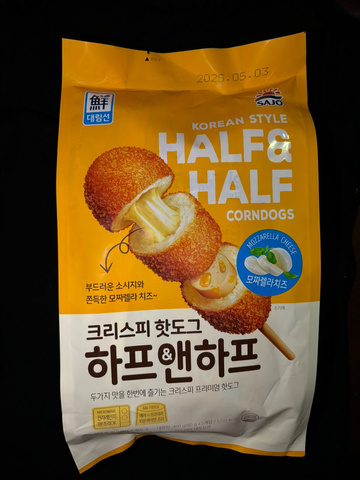 2025.05.03
鮮
대림선
SAJO
KOREAN STYLE
HALF&
HALF
CORNDOGS
MOZZARELLA CHEESE
모짜렐라치즈
부드러운 소시지와
쫀득한 모짜렐라 치즈~
크리스피 핫도그
하프&앤하프
두가지 맛을 한번에 즐기는 크리스피 프리미엄 핫도그